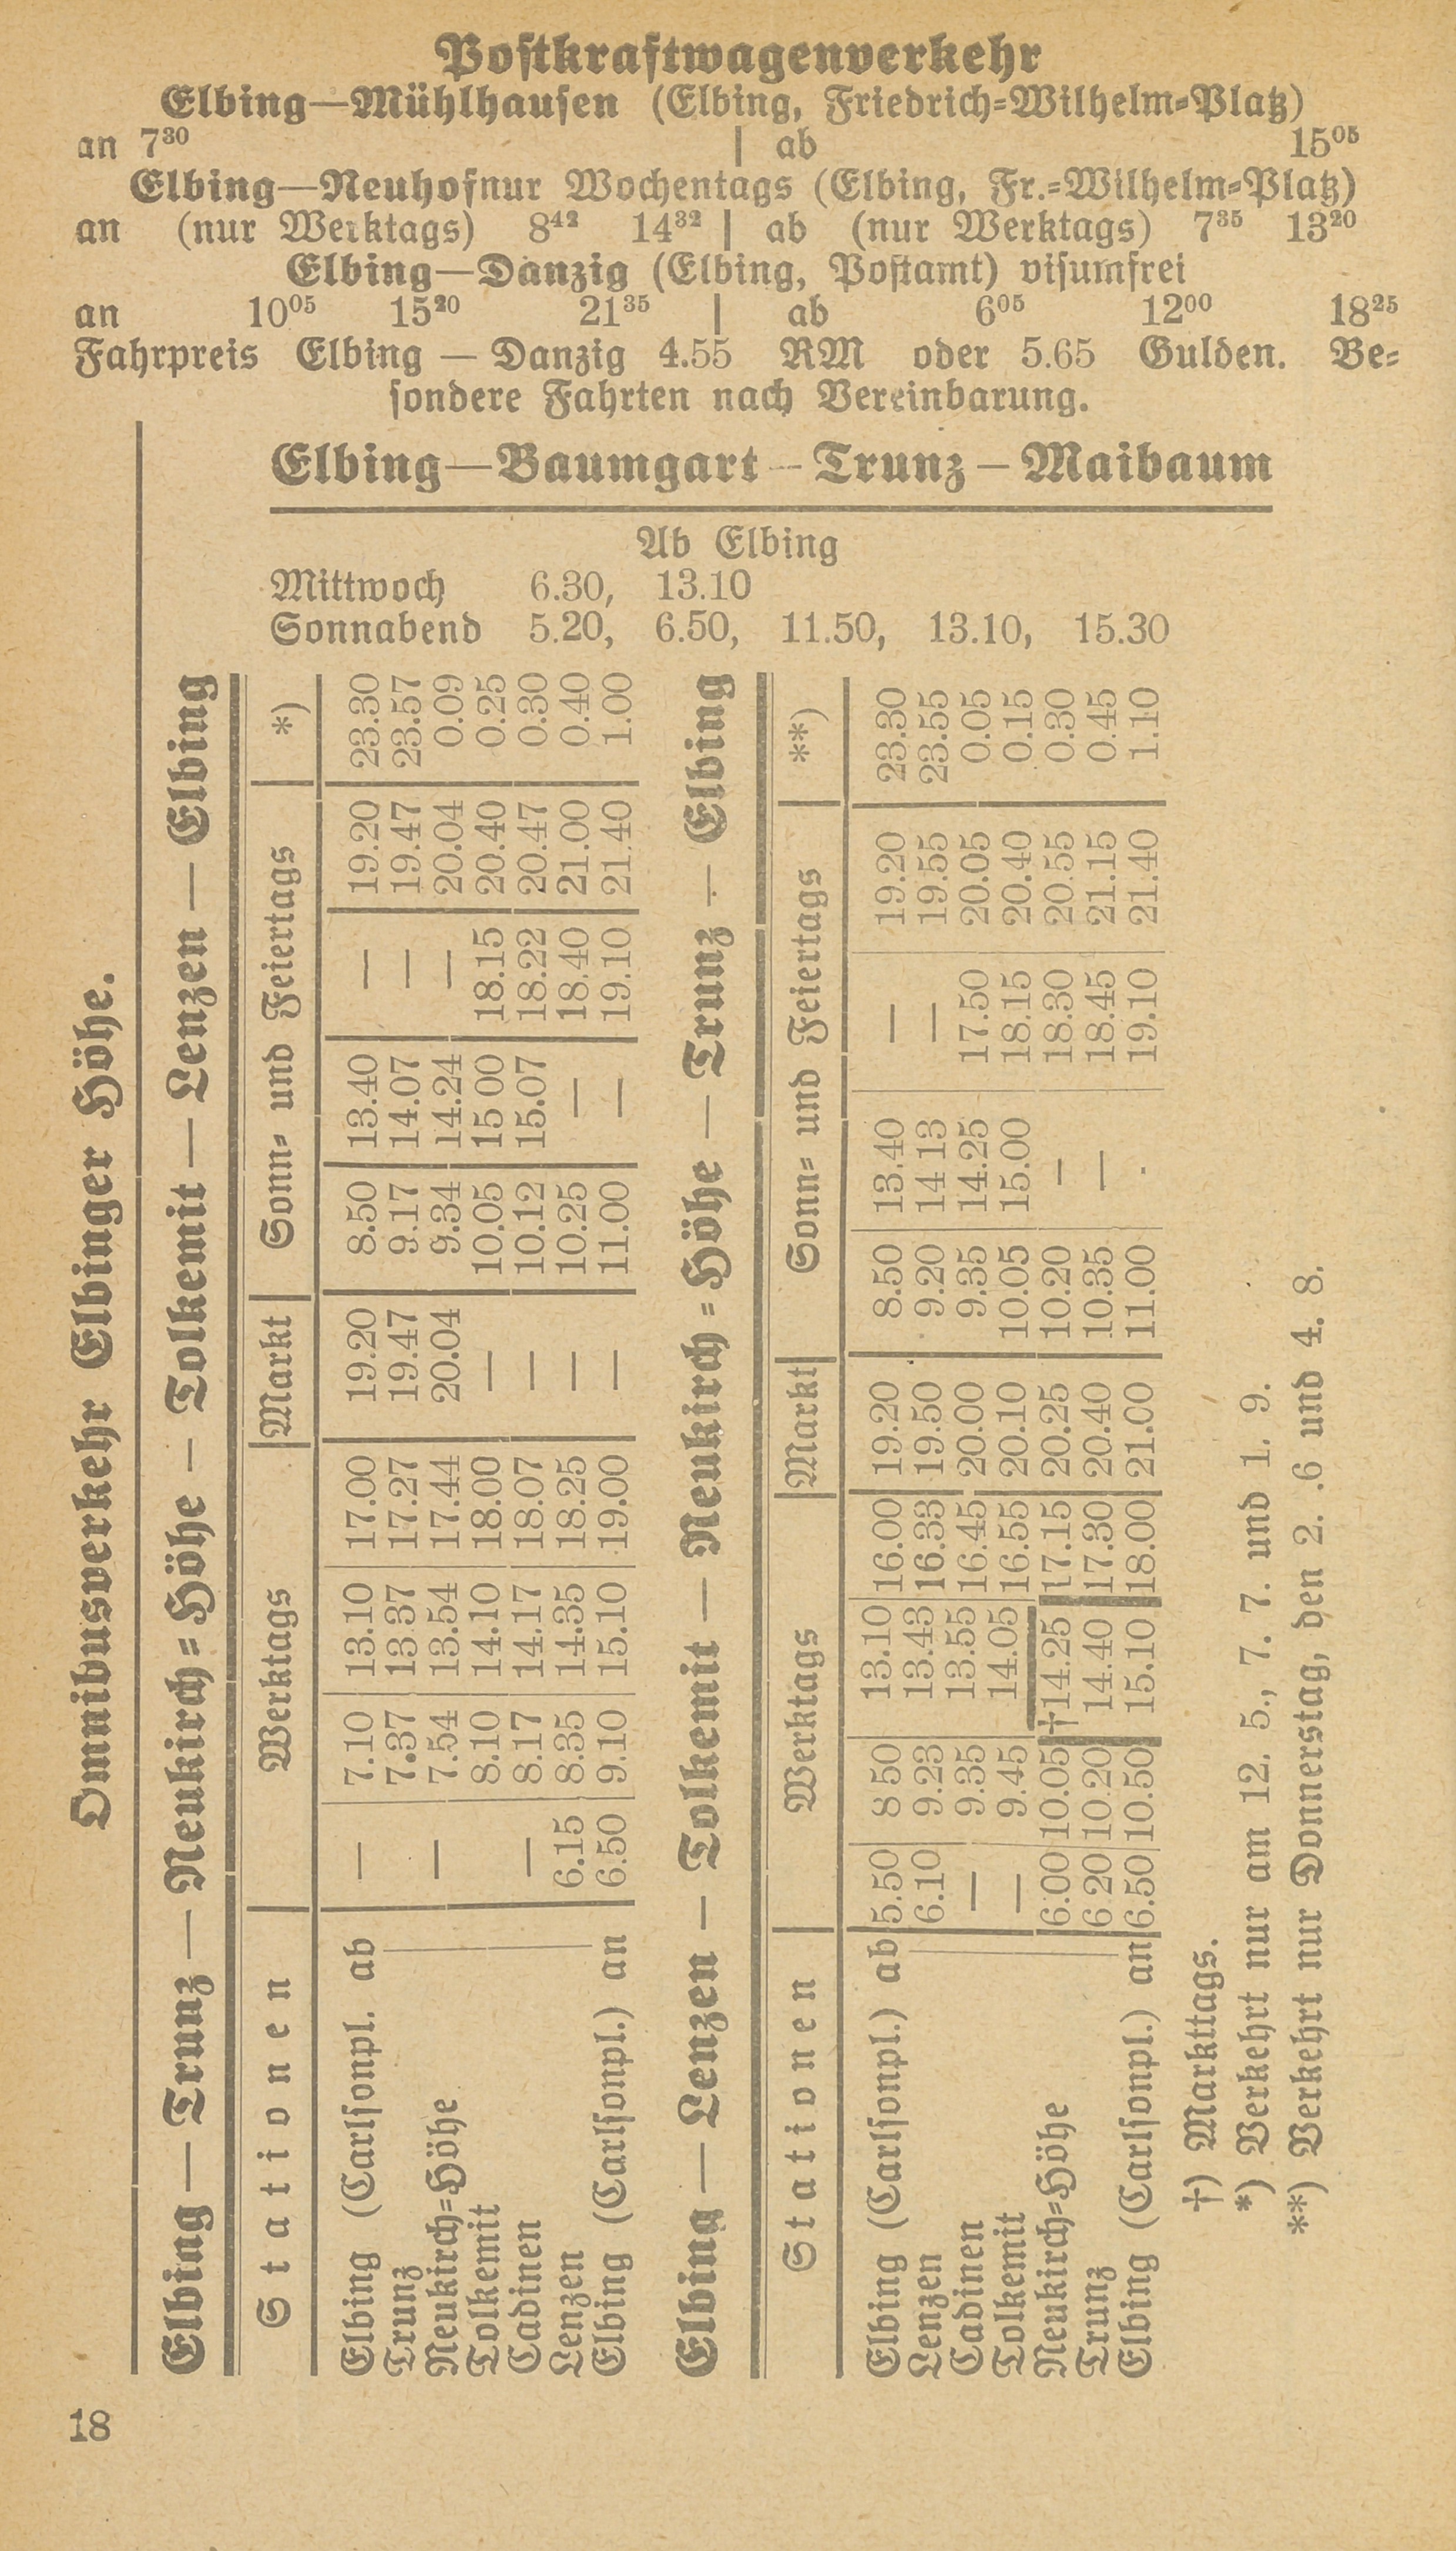 Postkraftwagenverkehr
Elbing—Mühlhausen (Elbing, Friedrich=Wilhelm=Platz)
an 7³⁰ | ab 15⁰⁵
Elbing—Neuhof nur Wochentags (Elbing, Fr.=Wilhelm=Platz)
an (nur Werktags) 8⁴² 14³² | ab (nur Werktags) 7³⁵ 13²⁰
Elbing—Danzig (Elbing, Postamt) visumfrei
an 10⁰⁵ 15²⁰ 21³⁵ | ab 6⁰⁵ 12⁰⁰ 18²⁵
Fahrpreis Elbing — Danzig 4.55 RM oder 5.65 Gulden. Be=
sondere Fahrten nach Vereinbarung.
Elbing—Baumgart—Trunz—Maibaum
Ab Elbing
Mittwoch 6.30, 13.10
Sonnabend 5.20, 6.50, 11.50, 13.10, 15.30
Omnibusverkehr Elbinger Höhe.
Elbing — Trunz — Neukirch=Höhe — Tolkemit — Lenzen — Elbing
Stationen | Werktags | Markt | Sonn= und Feiertags | *)
Elbing (Carlsonpl. ab — 7.10 13.10 17.00 19.20 8.50 13.40 — 19.20 23.30
Trunz 7.37 13.37 17.27 19.47 9.17 14.07 — 19.47 23.57
Neukirch=Höhe — 7.54 13.54 17.44 20.04 9.34 14.24 — 20.04 0.09
Tolkemit 8.10 14.10 18.00 — 10.05 15 00 18.15 20.40 0.25
Cadinen — 8.17 14.17 18.07 — 10.12 15.07 18.22 20.47 0.30
Lenzen 6.15 8.35 14.35 18.25 — 10.25 — 18.40 21.00 0.40
Elbing (Carlsonpl.) an 6.50 9.10 15.10 19.00 — 11.00 — 19.10 21.40 1.00
Elbing — Lenzen — Tolkemit — Neukirch=Höhe — Trunz — Elbing
Stationen | Werktags | Markt | Sonn= und Feiertags | **)
Elbing (Carlsonpl.) ab 5.50 8 50 13.10 16.00 19.20 8.50 13.40 — 19.20 23.30
Lenzen 6.10 9.23 13.43 16.33 19.50 9.20 14 13 — 19.55 23.55
Cadinen — 9.35 13.55 16.45 20.00 9.35 14.25 17.50 20.05 0.05
Tolkemit — 9.45 14.05 16.55 20.10 10.05 15.00 18.15 20.40 0.15
Neukirch=Höhe 6.00 10.05 †14.25 17.15 20.25 10.20 — 18.30 20.55 0.30
Trunz 6 20 10.20 14.40 17.30 20.40 10.35 — 18.45 21.15 0.45
Elbing (Carlsonpl.) an 6.50 10.50 15.10 18.00 21.00 11.00 - 19.10 21.40 1.10
†) Markttags.
*) Verkehrt nur am 12. 5., 7. 7. und 1. 9.
**) Verkehrt nur Donnerstag, den 2. .6 und 4. 8.
18